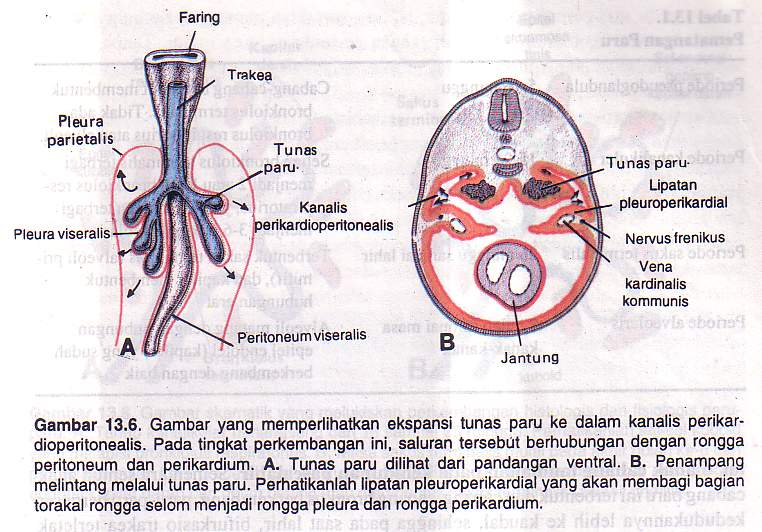 Faring
Trakea
Pleura
parietalis
Tunas
paru
Kanalis
perikardioperitonealis
Pleura viseralis
Peritoneum viseralis
A
Tunas paru
Lipatan
pleuroperikardial
Nervus frenikus
Vena
kardinalis
kommunis
Jantung
B
Gambar 13.6. Gambar yang memperlihatkan ekspansi tunas paru ke dalam kanalis perikar-
dioperitonealis. Pada tingkat perkembangan ini, saluran tersebut berhubungan dengan rongga
peritoneum dan perikardium. A. Tunas paru dilihat dari pandangan ventral. B. Penampang
melintang melalui tunas paru. Perhatikanlah lipatan pleuroperikardial yang akan membagi bagian
torakal rongga selom menjadi rongga pleura dan rongga perikardium.